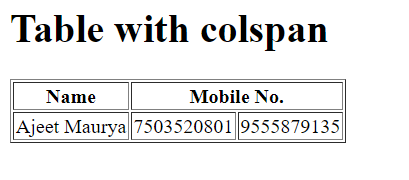 Table with colspan
Name Mobile No.
Ajeet Maurya 7503520801 9555879135